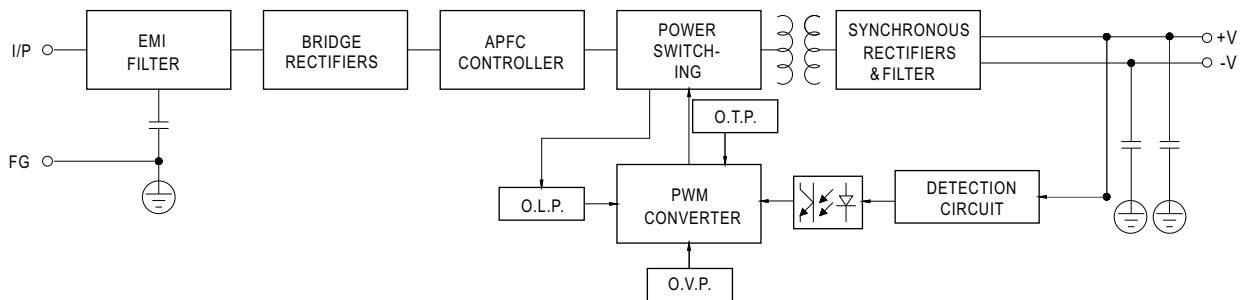 I/P
EMI
FILTER
BRIDGE
RECTIFIERS
APFC
CONTROLLER
POWER
SWITCH-
ING
SYNCHRONOUS
RECTIFIERS
& FILTER
+V
-V
FG
O.T.P.
O.L.P.
PWM
CONVERTER
DETECTION
CIRCUIT
O.V.P.